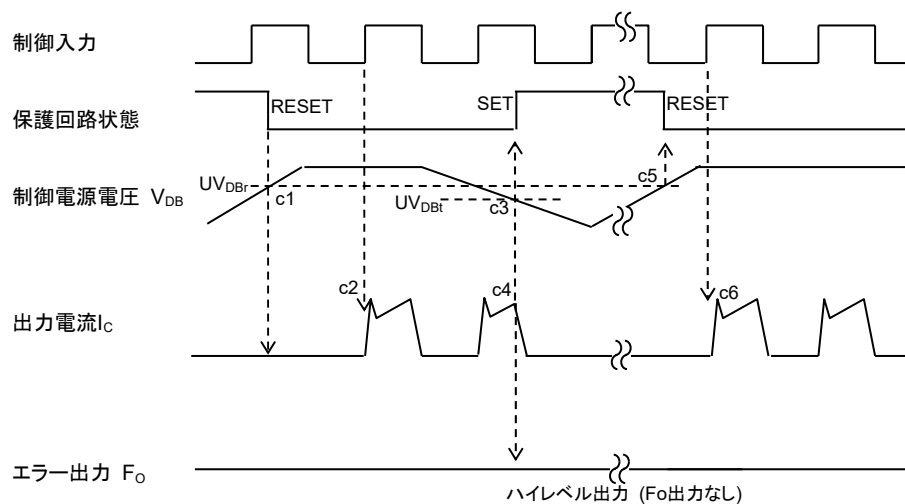 制御入力
保護回路状態
RESET
SET
RESET
制御電源電圧 VDB
UVDBr
c1
UVDBt
c3
c5
出力電流IC
c2
c4
c6
エラー出力 FO
ハイレベル出力 (Fo出力なし)